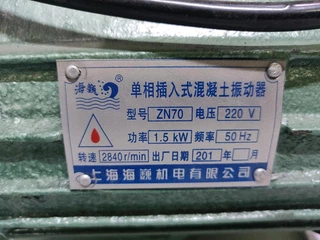 海巍®
单相插入式混凝土振动器
型号 ZN70 电压 220 V
功率 1.5 kW 频率 50 Hz
转速 2840 r/min 出厂日期 201 年 月
上海海巍机电有限公司